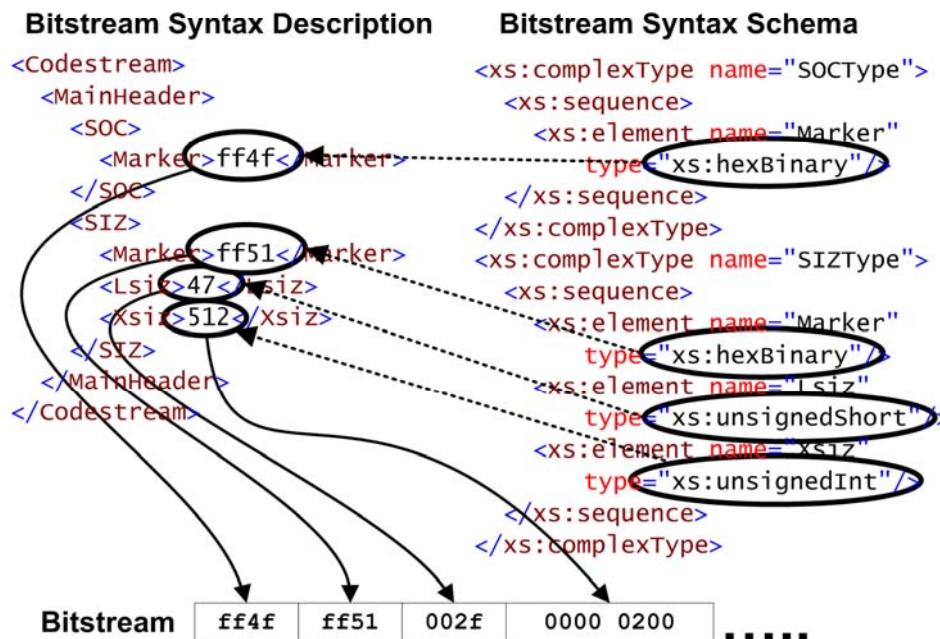 Bitstream Syntax Description
<Codestream>
<MainHeader>
<SOC>
<Marker>ff4f</Marker>
</SOC>
<SIZ>
<Marker>ff51</Marker>
<Lsiz>47</Lsiz>
<Xsiz>512</Xsiz>
</SIZ>
</MainHeader>
</Codestream>
Bitstream Syntax Schema
<xs:complexType name="SOCType">
<xs:sequence>
<xs:element name="Marker"
type="xs:hexBinary"/>
</xs:sequence>
</xs:complexType>
<xs:complexType name="SIZType">
<xs:sequence>
<xs:element name="Marker"
type="xs:hexBinary"/>
<xs:element name="Lsiz"
type="xs:unsignedShort"/>
<xs:element name="Xsiz"
type="xs:unsignedInt"/>
</xs:sequence>
</xs:complexType>
Bitstream ff4f ff51 002f 0000 0200 .....